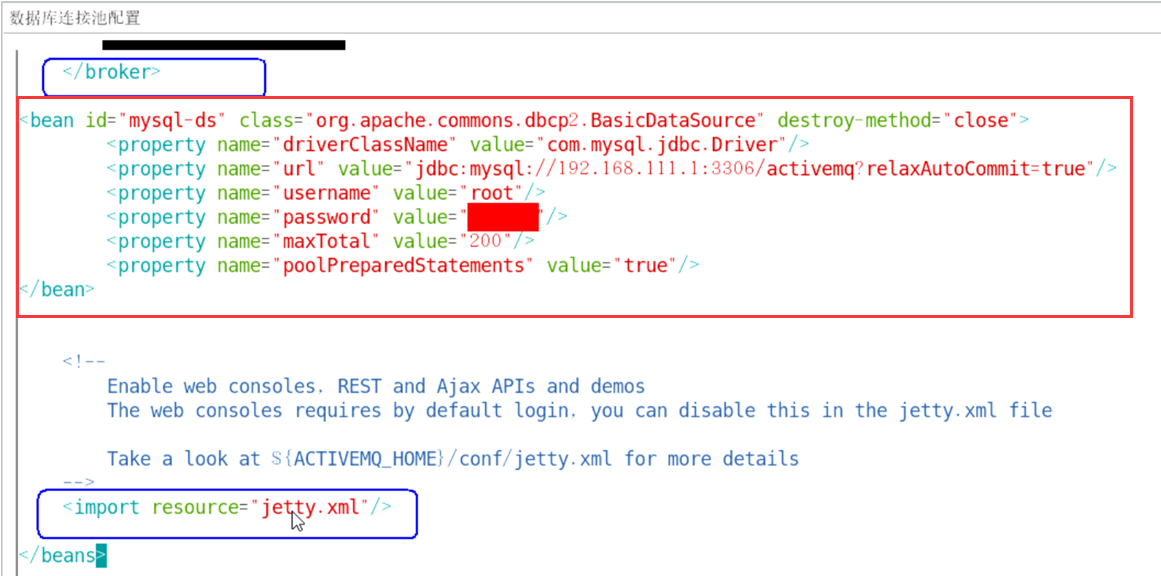 数据库连接池配置
</broker>
<bean id="mysql-ds" class="org.apache.commons.dbcp2.BasicDataSource" destroy-method="close">
<property name="driverClassName" value="com.mysql.jdbc.Driver"/>
<property name="url" value="jdbc:mysql://192.168.111.1:3306/activemq?relaxAutoCommit=true"/>
<property name="username" value="root"/>
<property name="password" value=" "/>
<property name="maxTotal" value="200"/>
<property name="poolPreparedStatements" value="true"/>
</bean>
<!--
Enable web consoles, REST and Ajax APIs and demos
The web consoles requires by default login, you can disable this in the jetty.xml file
Take a look at ${ACTIVEMQ_HOME}/conf/jetty.xml for more details
-->
<import resource="jetty.xml"/>
</beans>